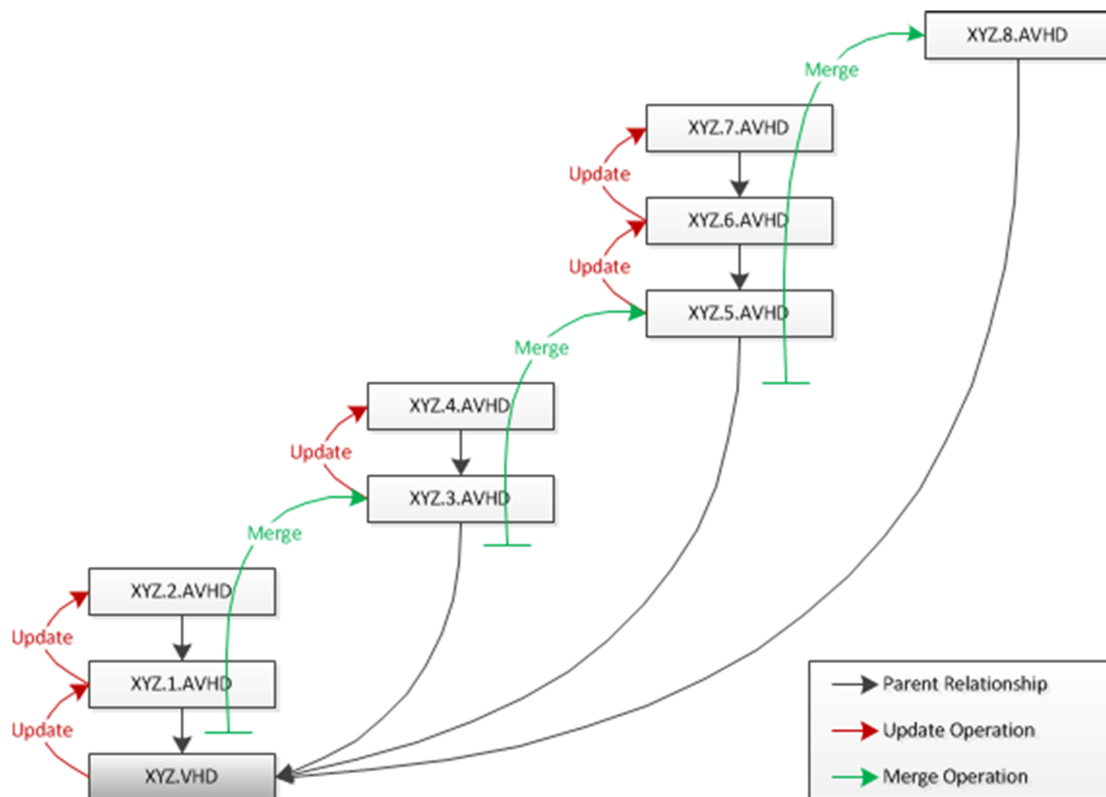 XYZ.8.AVHD
Merge
XYZ.7.AVHD
Update
XYZ.6.AVHD
Update
XYZ.5.AVHD
Merge
XYZ.4.AVHD
Update
XYZ.3.AVHD
Merge
XYZ.2.AVHD
Update
XYZ.1.AVHD
Update
XYZ.VHD
Parent Relationship
Update Operation
Merge Operation